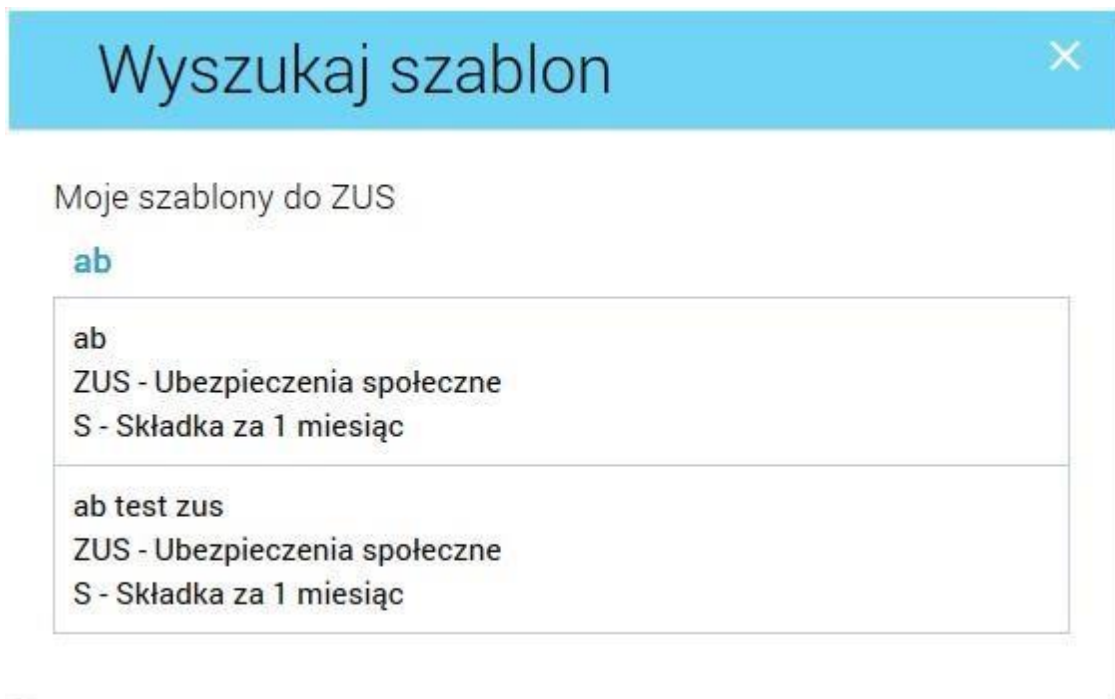 Wyszukaj szablon
Moje szablony do ZUS
ab
ab
ZUS - Ubezpieczenia społeczne
S - Składka za 1 miesiąc
ab test zus
ZUS - Ubezpieczenia społeczne
S - Składka za 1 miesiąc